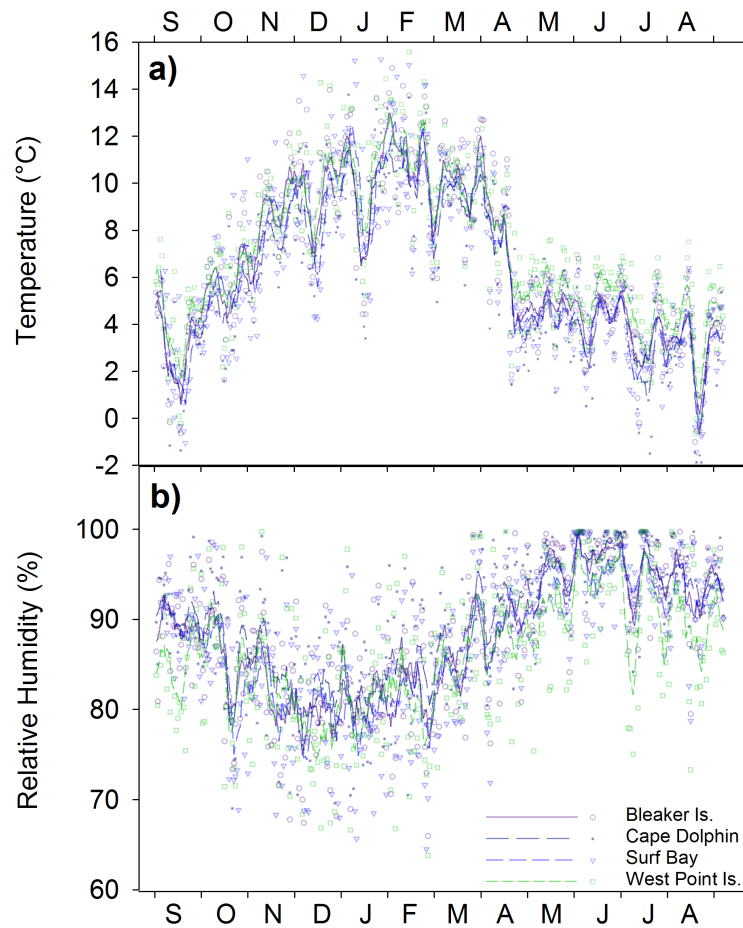 S O N D J F M A M J J A
a)
Temperature (°C)
16
14
12
10
8
6
4
2
0
-2
b)
Relative Humidity (%)
100
90
80
70
60
Bleaker Is.
Cape Dolphin
Surf Bay
West Point Is.
S O N D J F M A M J J A